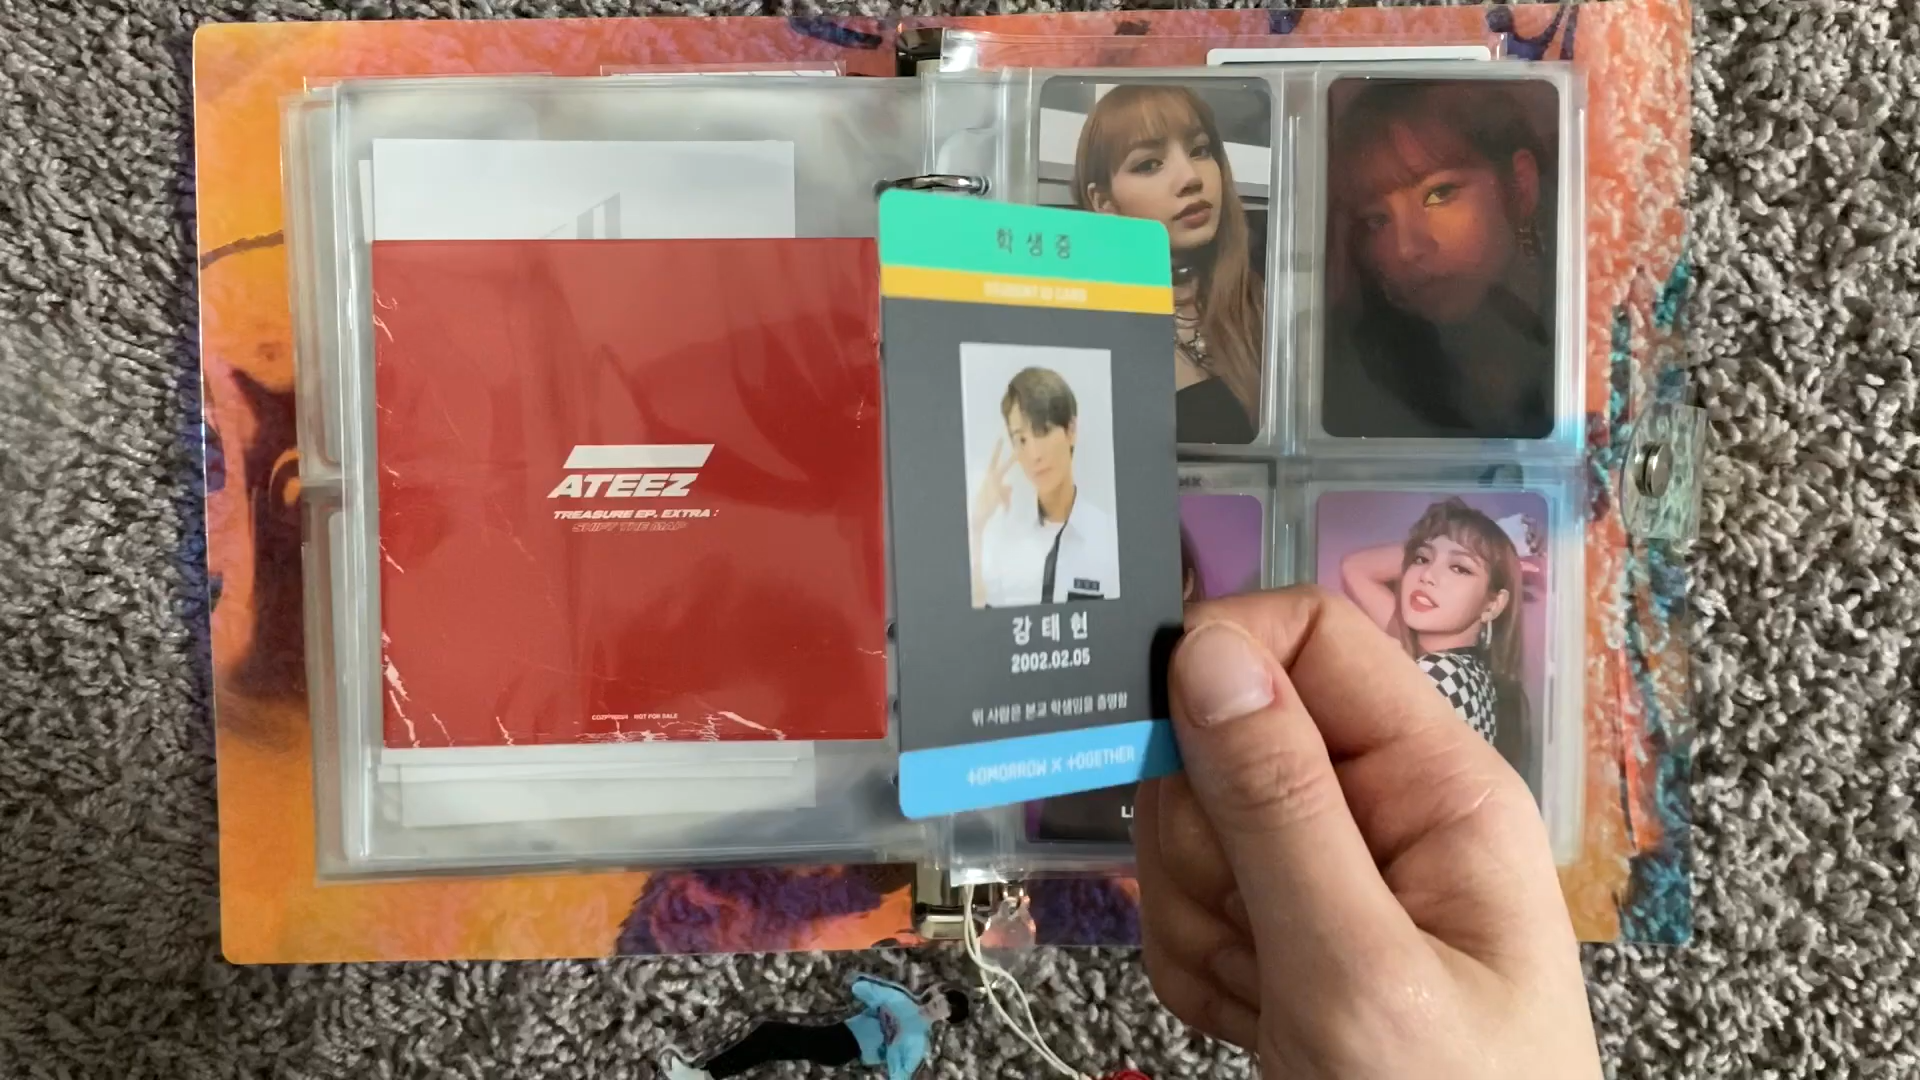 ATEEZ
TREASURE EP. EXTRA :
SHIFT THE MAP
NOT FOR SALE
학생증
STUDENT ID CARD
강태현
2002.02.05
위 사람은 본교 학생임을 증명함
TOMORROW X TOGETHER